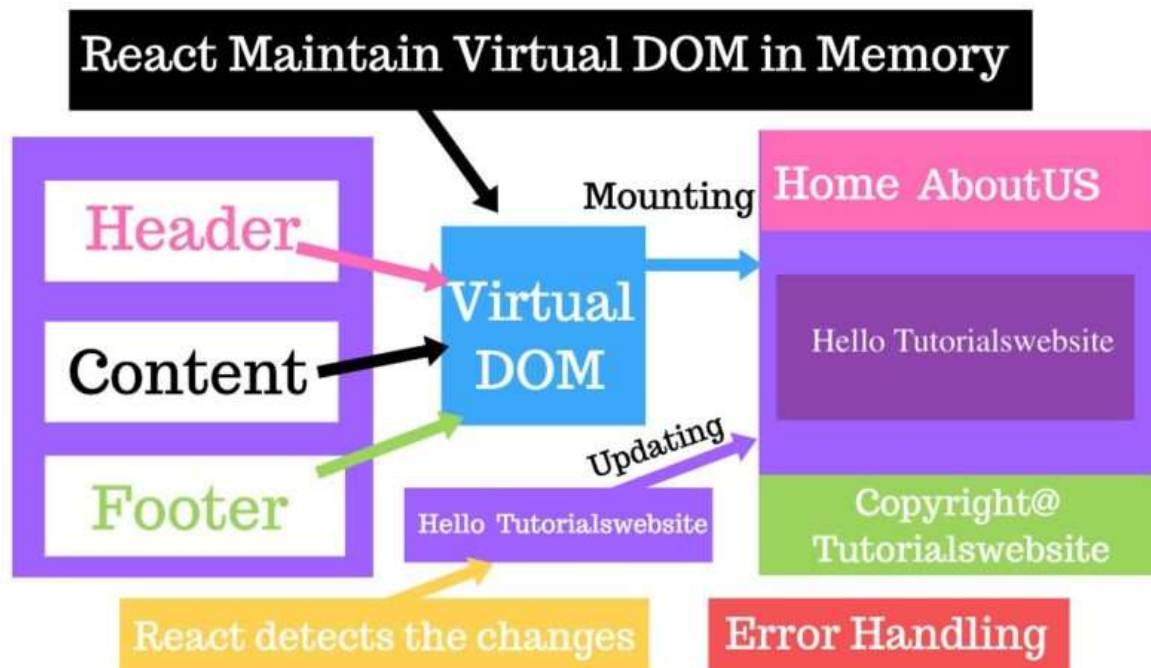 React Maintain Virtual DOM in Memory
Header
Content
Footer
Virtual
DOM
Mounting
Home AboutUS
Hello Tutorialswebsite
Updating
Hello Tutorialswebsite
Copyright@
Tutorialswebsite
React detects the changes
Error Handling